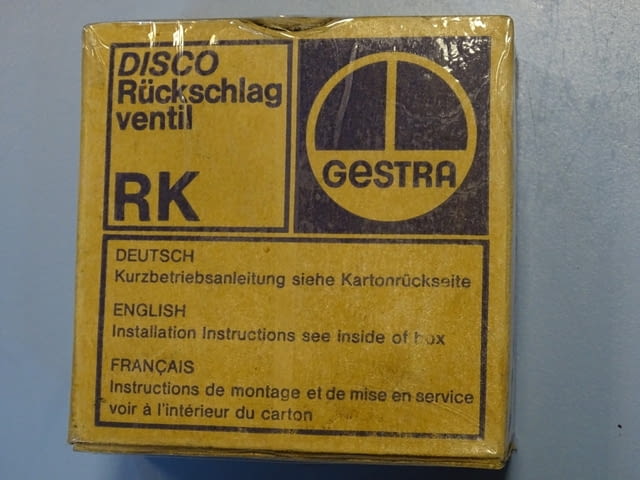 DISCO
Rückschlag
ventil
RK
GESTRA
DEUTSCH
Kurzbetriebsanleitung siehe Kartonrückseite
ENGLISH
Installation Instructions see inside of box
FRANÇAIS
Instructions de montage et de mise en service
voir à l'intérieur du carton